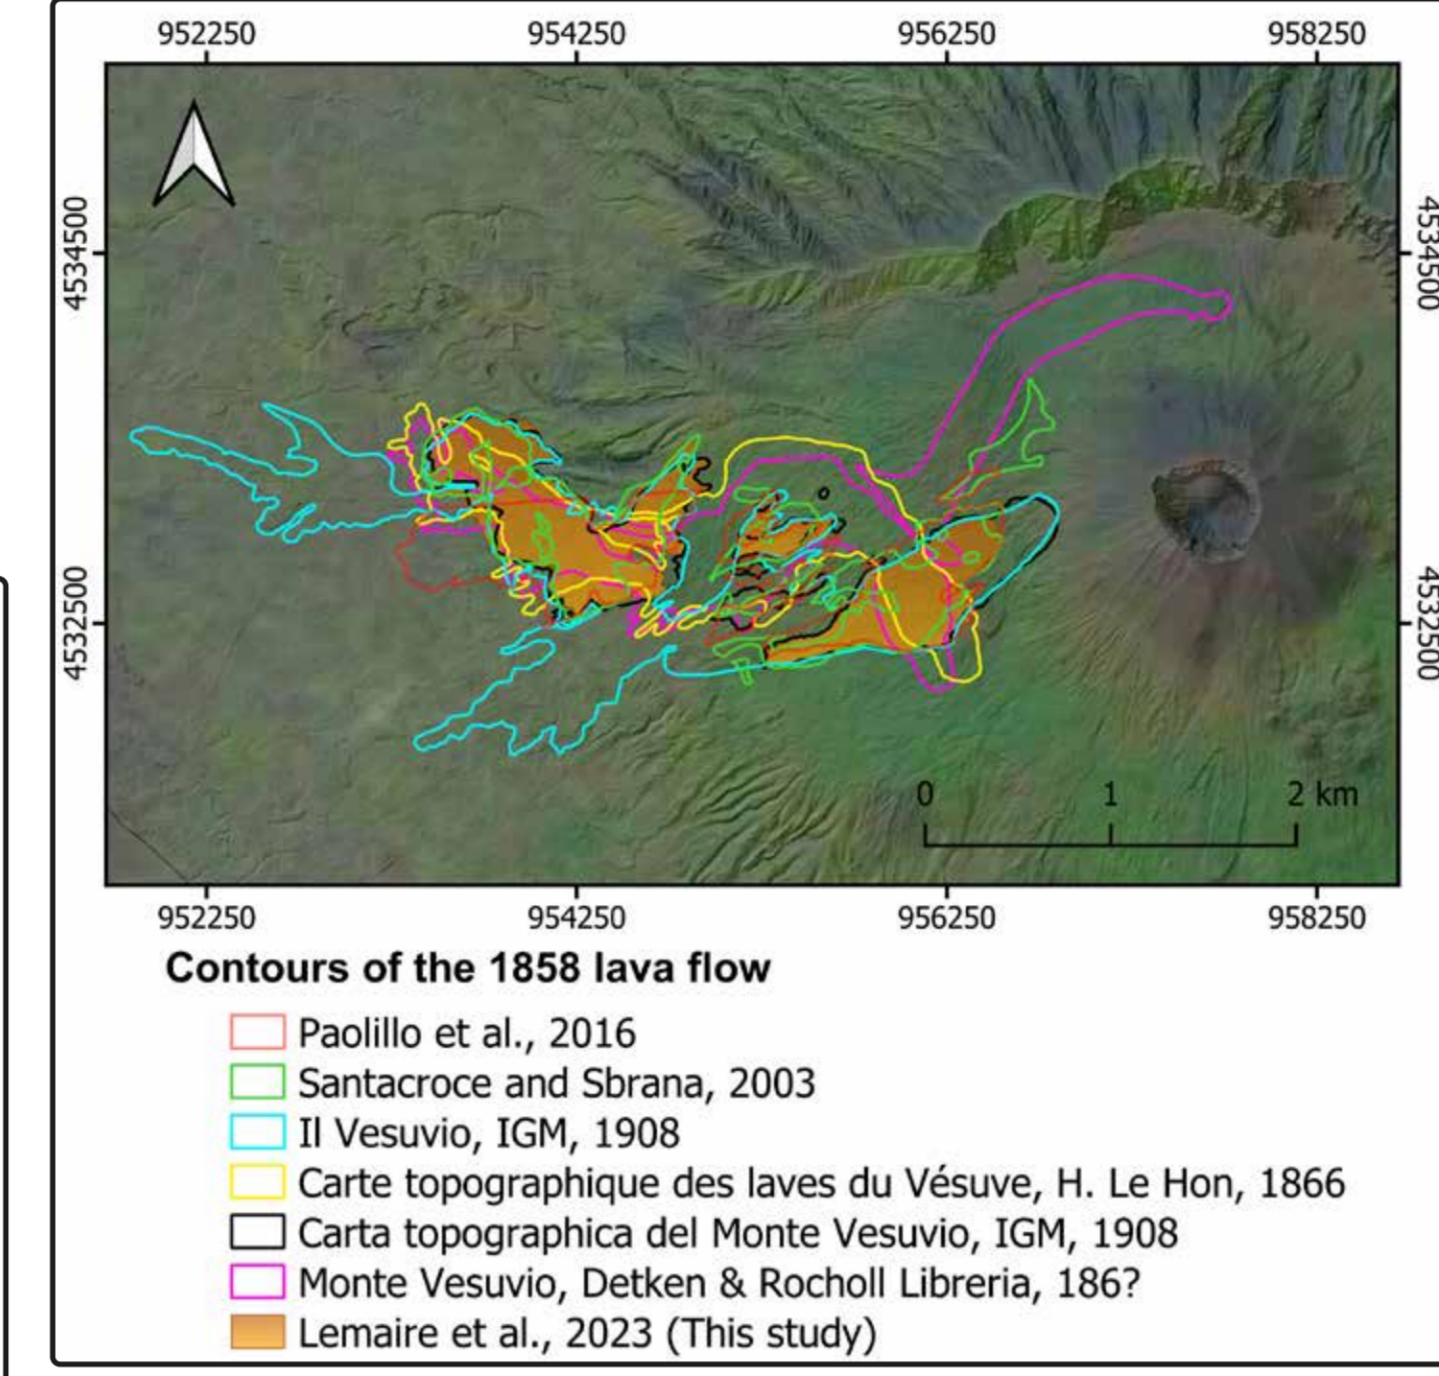 952250 954250 956250 958250
4534500 4534500
4532500 4532500
0 1 2 km
952250 954250 956250 958250
Contours of the 1858 lava flow
Paolillo et al., 2016
Santacroce and Sbrana, 2003
Il Vesuvio, IGM, 1908
Carte topographique des laves du Vésuve, H. Le Hon, 1866
Carta topographica del Monte Vesuvio, IGM, 1908
Monte Vesuvio, Detken & Rocholl Libreria, 186?
Lemaire et al., 2023 (This study)